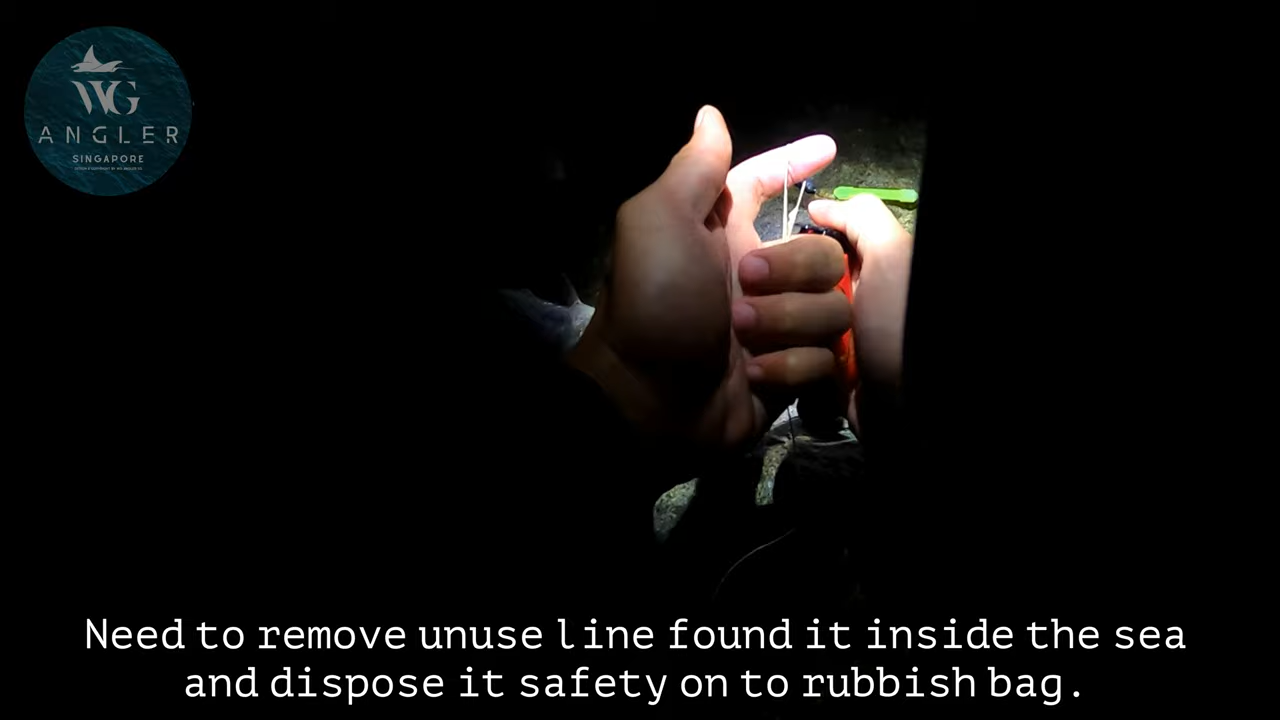 WG
ANGLER
SINGAPORE
Need to remove unuse line found it inside the sea
and dispose it safety on to rubbish bag.